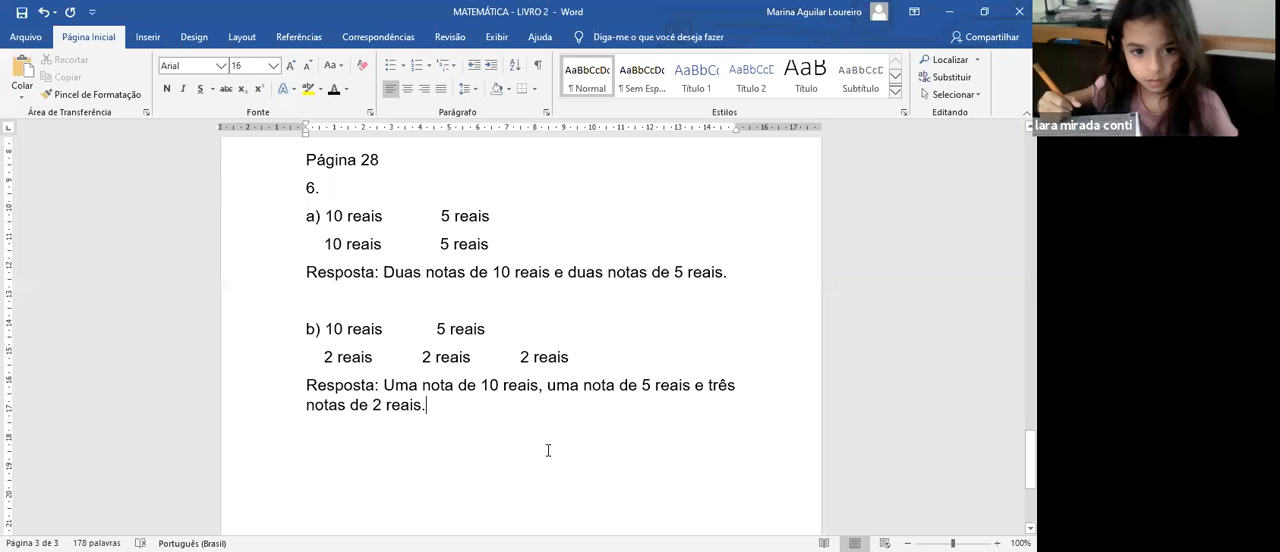 MATEMÁTICA - LIVRO 2 - Word
Marina Aguilar Loureiro
Arquivo Página Inicial Inserir Design Layout Referências Correspondências Revisão Exibir Ajuda Diga-me o que você deseja fazer Compartilhar
Colar
Recortar
Copiar
Pincel de Formatação
Área de Transferência
Arial 16
N I S abc x₂ x²
Fonte
Parágrafo
AaBbCcDc AaBbCcDc AaBbCc AaBbCcD AaB AaBbCcD
¶ Normal ¶ Sem Esp... Título 1 Título 2 Título Subtítulo
Estilos
Localizar
Substituir
Selecionar
Editando
lara mirada conti
Página 28
6.
a) 10 reais 5 reais
10 reais 5 reais
Resposta: Duas notas de 10 reais e duas notas de 5 reais.
b) 10 reais 5 reais
2 reais 2 reais 2 reais
Resposta: Uma nota de 10 reais, uma nota de 5 reais e três
notas de 2 reais.
Página 3 de 3 178 palavras Português (Brasil) 100%